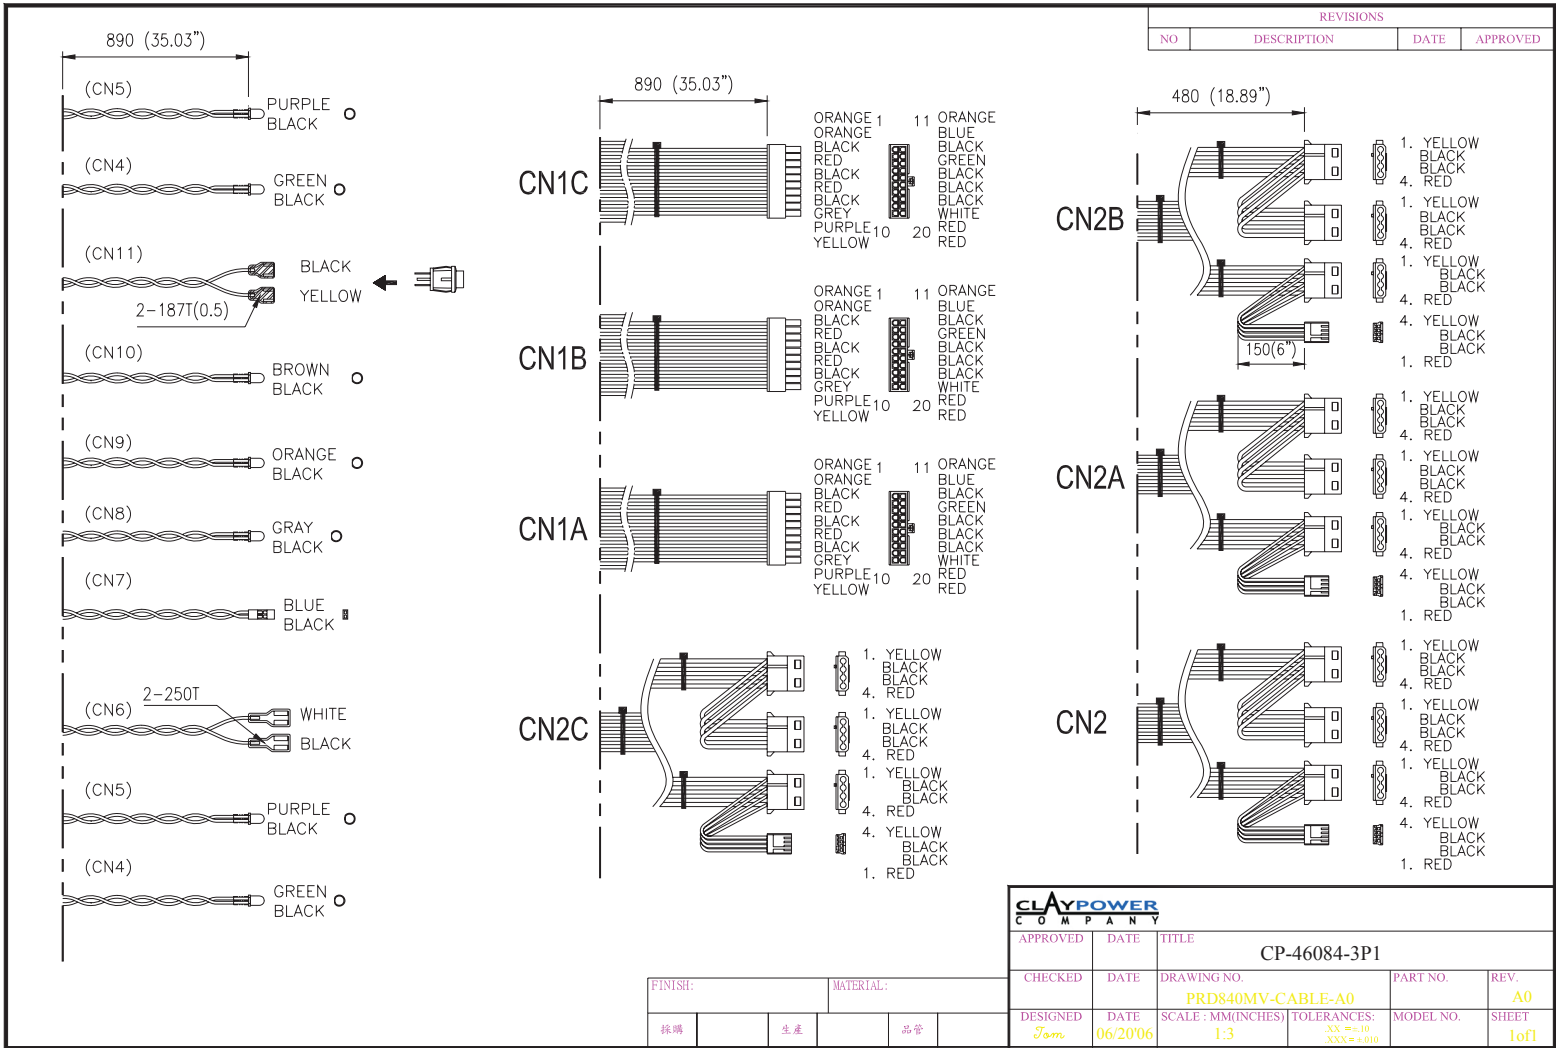 REVISIONS
NO DESCRIPTION DATE APPROVED
890 (35.03")
(CN5)
PURPLE
BLACK
(CN4)
GREEN
BLACK
(CN11)
BLACK
YELLOW
2-187T(0.5)
(CN10)
BROWN
BLACK
(CN9)
ORANGE
BLACK
(CN8)
GRAY
BLACK
(CN7)
BLUE
BLACK
2-250T
(CN6)
WHITE
BLACK
(CN5)
PURPLE
BLACK
(CN4)
GREEN
BLACK
890 (35.03")
CN1C
ORANGE 1 11 ORANGE
ORANGE BLUE
BLACK BLACK
RED GREEN
BLACK BLACK
RED BLACK
BLACK BLACK
GREY WHITE
PURPLE 10 20 RED
YELLOW RED
CN1B
ORANGE 1 11 ORANGE
ORANGE BLUE
BLACK BLACK
RED GREEN
BLACK BLACK
RED BLACK
BLACK BLACK
GREY WHITE
PURPLE 10 20 RED
YELLOW RED
CN1A
ORANGE 1 11 ORANGE
ORANGE BLUE
BLACK BLACK
RED GREEN
BLACK BLACK
RED BLACK
BLACK BLACK
GREY WHITE
PURPLE 10 20 RED
YELLOW RED
CN2C
1. YELLOW
BLACK
BLACK
4. RED
1. YELLOW
BLACK
BLACK
4. RED
1. YELLOW
BLACK
BLACK
4. RED
4. YELLOW
BLACK
BLACK
1. RED
480 (18.89")
CN2B
1. YELLOW
BLACK
BLACK
4. RED
1. YELLOW
BLACK
BLACK
4. RED
1. YELLOW
BLACK
BLACK
4. RED
4. YELLOW
BLACK
BLACK
1. RED
150(6")
CN2A
1. YELLOW
BLACK
BLACK
4. RED
1. YELLOW
BLACK
BLACK
4. RED
1. YELLOW
BLACK
BLACK
4. RED
4. YELLOW
BLACK
BLACK
1. RED
CN2
1. YELLOW
BLACK
BLACK
4. RED
1. YELLOW
BLACK
BLACK
4. RED
1. YELLOW
BLACK
BLACK
4. RED
4. YELLOW
BLACK
BLACK
1. RED
CLAYPOWER
COMPANY
APPROVED DATE TITLE
CP-46084-3P1
CHECKED DATE DRAWING NO. PART NO. REV.
PRD840MV-CABLE-A0 A0
DESIGNED DATE SCALE : MM(INCHES) TOLERANCES: MODEL NO. SHEET
Tom 06/20'06 1:3 .XX =±.10 1of1
.XXX=±.010
FINISH: MATERIAL:
採購 生產 品管